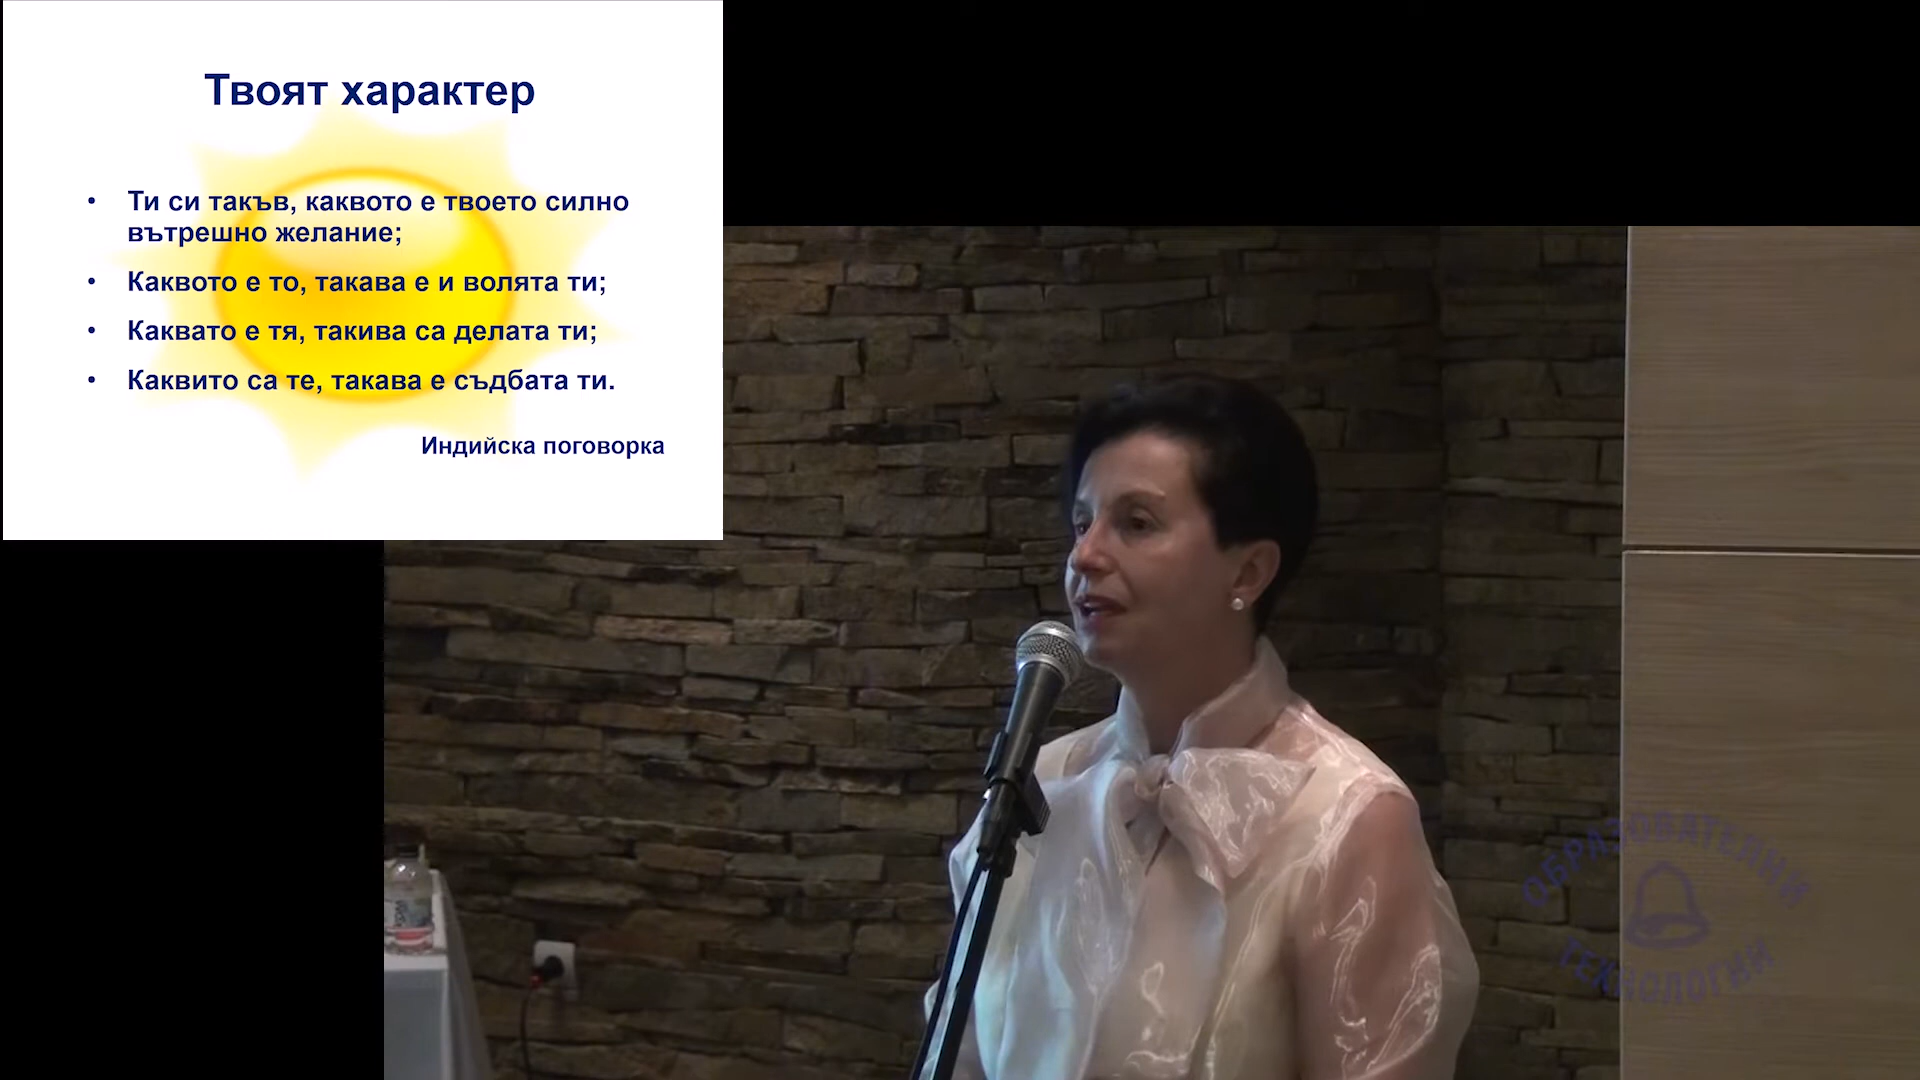 Твоят характер
• Ти си такъв, каквото е твоето силно
вътрешно желание;
• Каквото е то, такава е и волята ти;
• Каквато е тя, такива са делата ти;
• Каквито са те, такава е съдбата ти.
Индийска поговорка
ОБРАЗОВАТЕЛНИ
ТЕХНОЛОГИИ